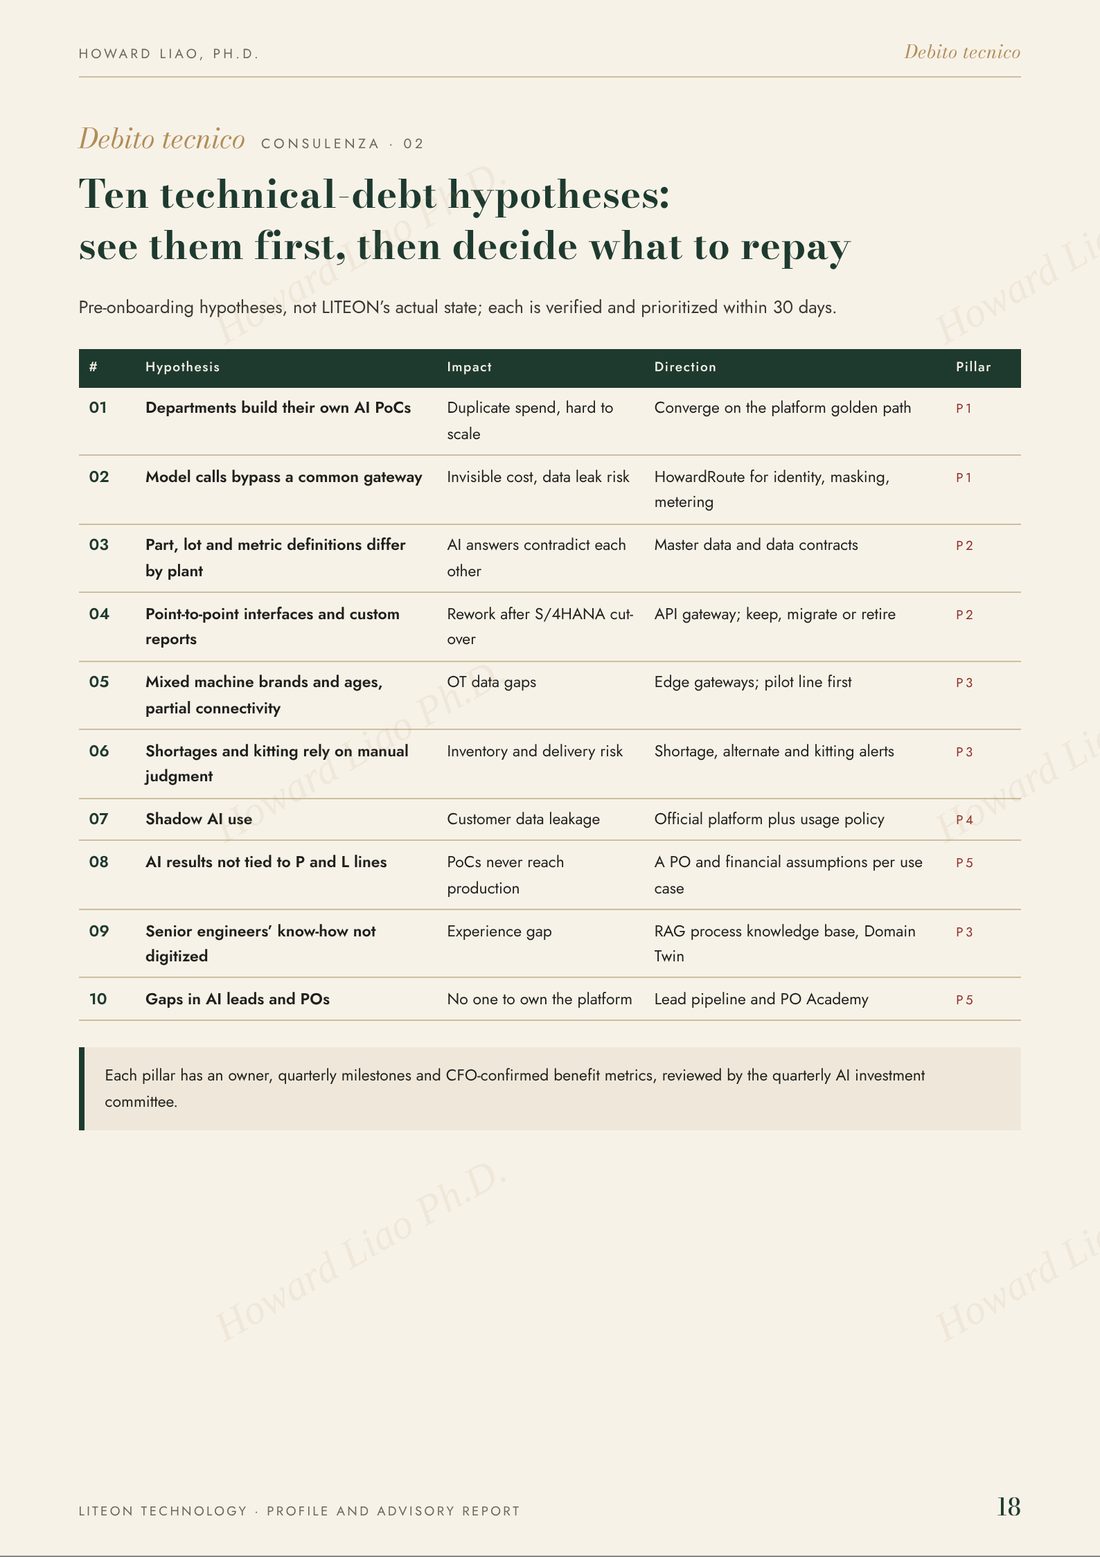 HOWARD LIAO, PH.D.
Debito tecnico
Debito tecnico CONSULENZA · 02
Ten technical-debt hypotheses:
see them first, then decide what to repay
Pre-onboarding hypotheses, not LITEON’s actual state; each is verified and prioritized within 30 days.
# Hypothesis Impact Direction Pillar
01 Departments build their own AI PoCs Duplicate spend, hard to Converge on the platform golden path P1
scale
02 Model calls bypass a common gateway Invisible cost, data leak risk HowardRoute for identity, masking, P1
metering
03 Part, lot and metric definitions differ AI answers contradict each Master data and data contracts P2
by plant other
04 Point-to-point interfaces and custom Rework after S/4HANA cut- API gateway; keep, migrate or retire P2
reports over
05 Mixed machine brands and ages, OT data gaps Edge gateways; pilot line first P3
partial connectivity
06 Shortages and kitting rely on manual Inventory and delivery risk Shortage, alternate and kitting alerts P3
judgment
07 Shadow AI use Customer data leakage Official platform plus usage policy P4
08 AI results not tied to P and L lines PoCs never reach A PO and financial assumptions per use P5
production case
09 Senior engineers’ know-how not Experience gap RAG process knowledge base, Domain P3
digitized Twin
10 Gaps in AI leads and POs No one to own the platform Lead pipeline and PO Academy P5
Each pillar has an owner, quarterly milestones and CFO-confirmed benefit metrics, reviewed by the quarterly AI investment
committee.
Howard Liao Ph.D.
Howard Liao Ph.D.
Howard Liao Ph.D.
LITEON TECHNOLOGY · PROFILE AND ADVISORY REPORT
18